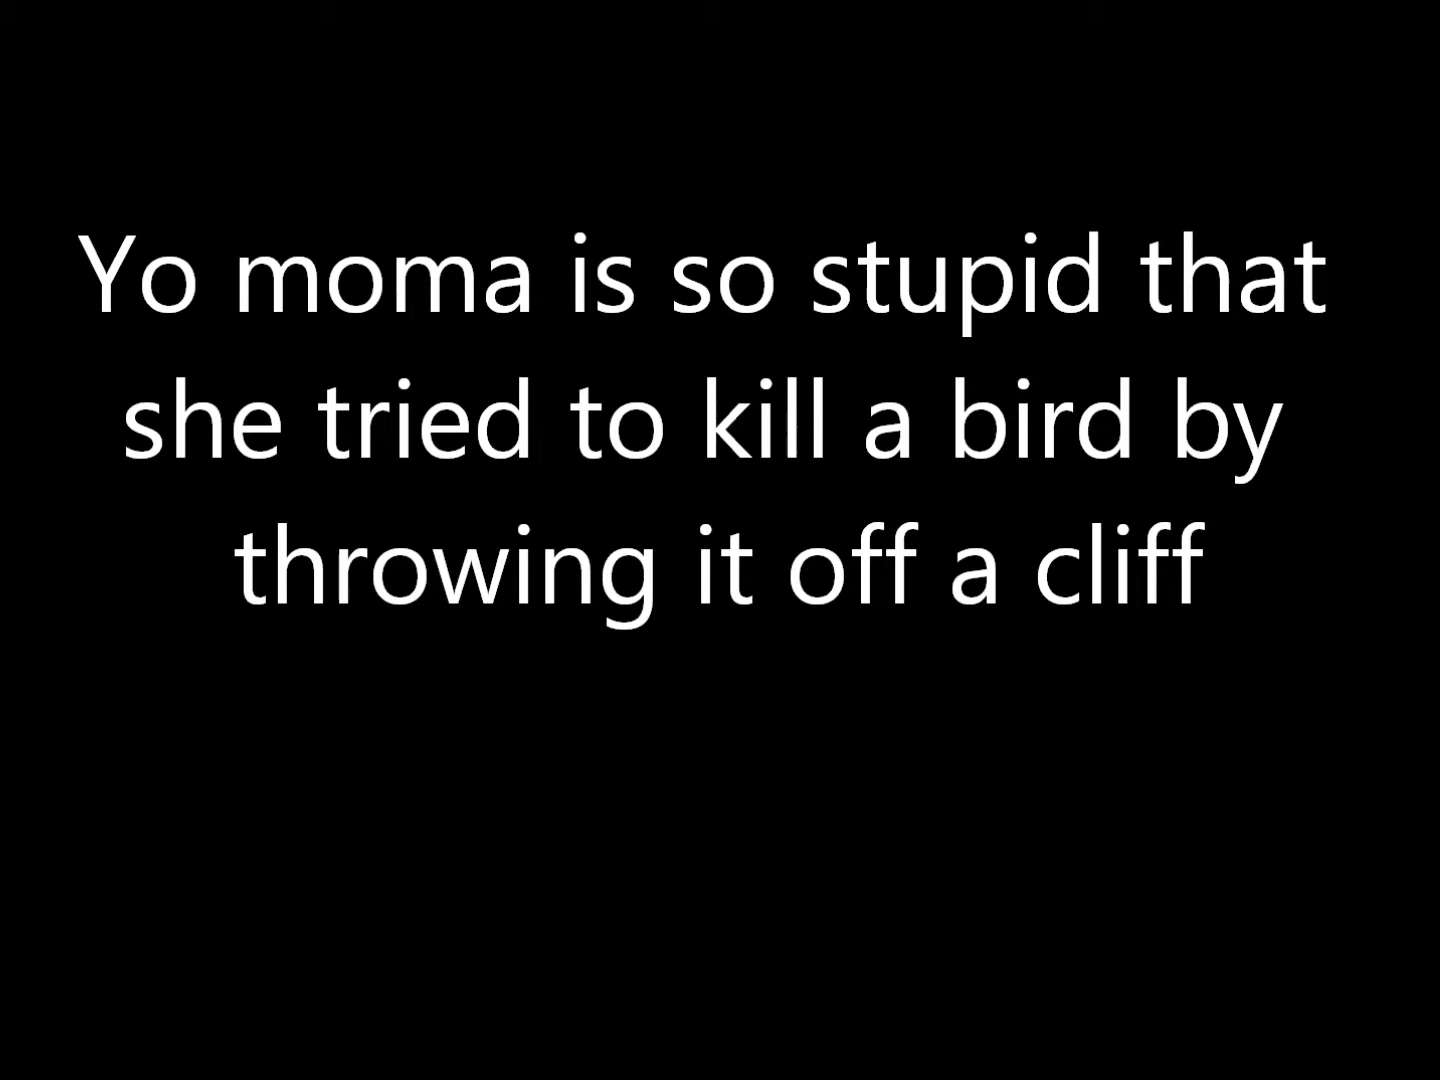 Yo moma is so stupid that
she tried to kill a bird by
throwing it off a cliff